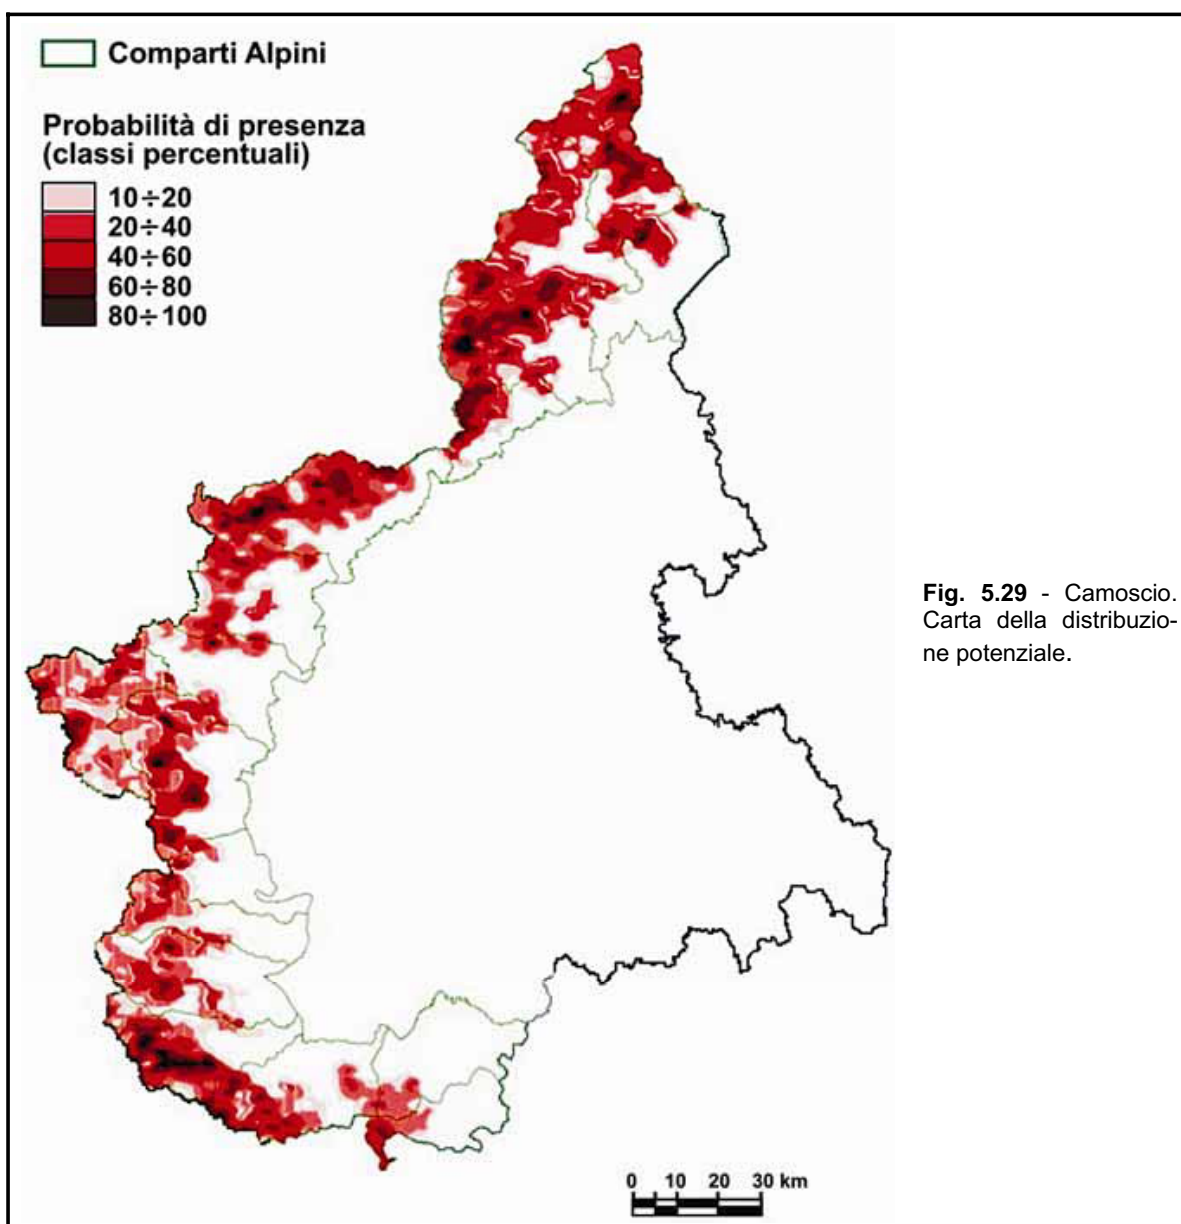 Comparti Alpini
Probabilità di presenza
(classi percentuali)
10÷20
20÷40
40÷60
60÷80
80÷100
Fig. 5.29 - Camoscio.
Carta della distribuzio-
ne potenziale.
0 10 20 30 km